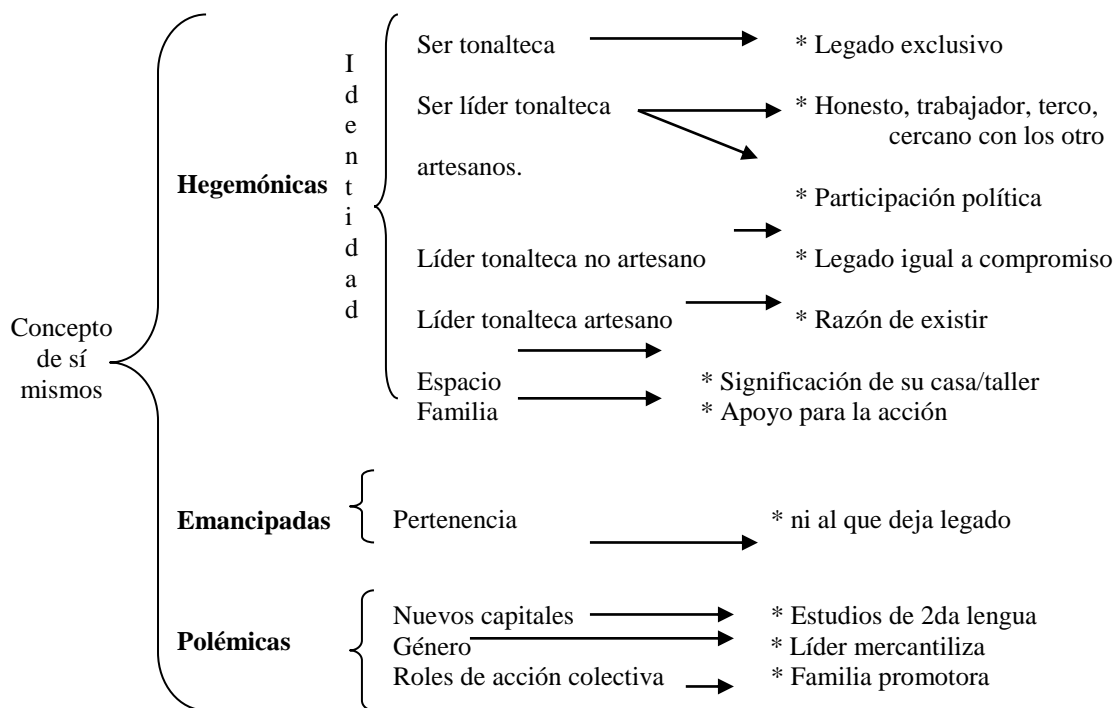 Concepto
de sí
mismos
Hegemónicas
Identidad
Ser tonalteca * Legado exclusivo
Ser líder tonalteca * Honesto, trabajador, terco,
cercano con los otro
artesanos.
* Participación política
Líder tonalteca no artesano * Legado igual a compromiso
Líder tonalteca artesano * Razón de existir
Espacio * Significación de su casa/taller
Familia * Apoyo para la acción
Emancipadas
Pertenencia * ni al que deja legado
Polémicas
Nuevos capitales * Estudios de 2da lengua
Género * Líder mercantiliza
Roles de acción colectiva * Familia promotora